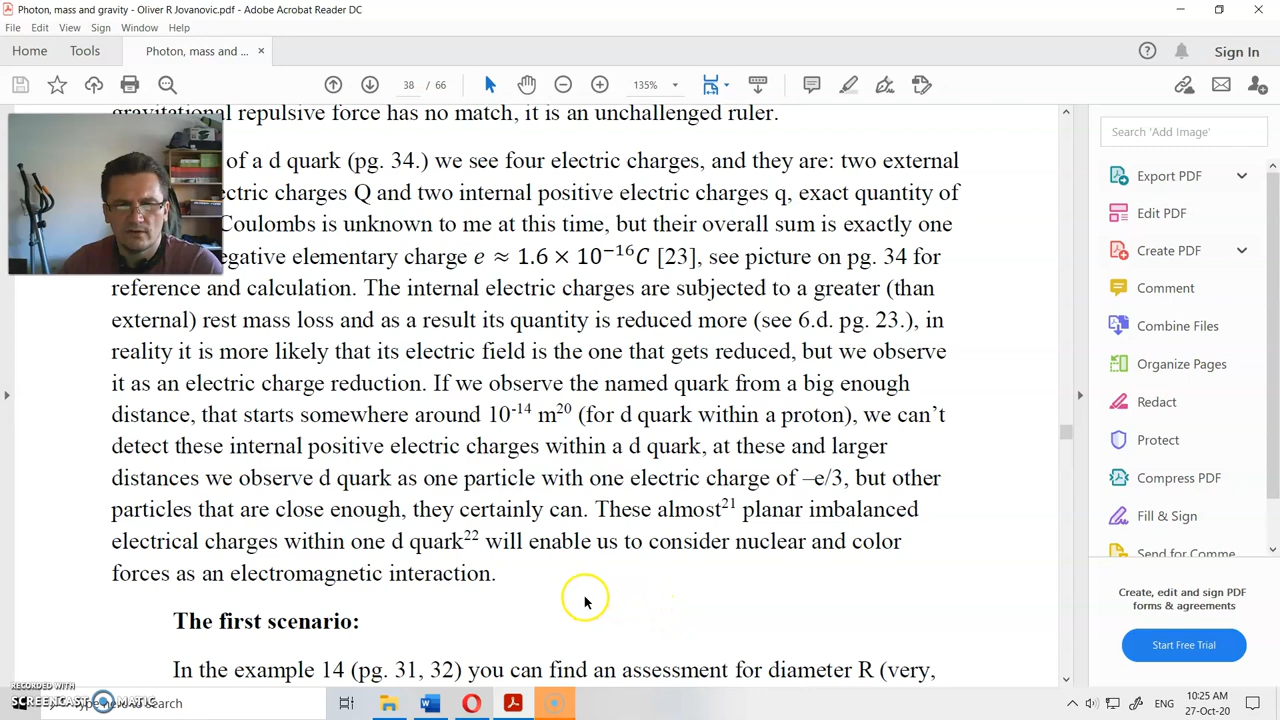 Photon, mass and gravity - Oliver R Jovanovic.pdf - Adobe Acrobat Reader DC
File Edit View Sign Window Help
Home Tools Photon, mass and ... × Sign In
38 / 66 135%
gravitational repulsive force has no match, it is an unchallenged ruler.
of a d quark (pg. 34.) we see four electric charges, and they are: two external
ectric charges Q and two internal positive electric charges q, exact quantity of
Coulombs is unknown to me at this time, but their overall sum is exactly one
egative elementary charge e ≈ 1.6 × 10⁻¹⁶C [23], see picture on pg. 34 for
reference and calculation. The internal electric charges are subjected to a greater (than
external) rest mass loss and as a result its quantity is reduced more (see 6.d. pg. 23.), in
reality it is more likely that its electric field is the one that gets reduced, but we observe
it as an electric charge reduction. If we observe the named quark from a big enough
distance, that starts somewhere around 10⁻¹⁴ m²⁰ (for d quark within a proton), we can't
detect these internal positive electric charges within a d quark, at these and larger
distances we observe d quark as one particle with one electric charge of –e/3, but other
particles that are close enough, they certainly can. These almost²¹ planar imbalanced
electrical charges within one d quark²² will enable us to consider nuclear and color
forces as an electromagnetic interaction.
The first scenario:
In the example 14 (pg. 31, 32) you can find an assessment for diameter R (very,
Search 'Add Image'
Export PDF
Edit PDF
Create PDF
Comment
Combine Files
Organize Pages
Redact
Protect
Compress PDF
Fill & Sign
Send for Comme
Create, edit and sign PDF
forms & agreements
Start Free Trial
RECORDED WITH
SCREENCAST MATIC
to search
ENG
10:25 AM
27-Oct-20